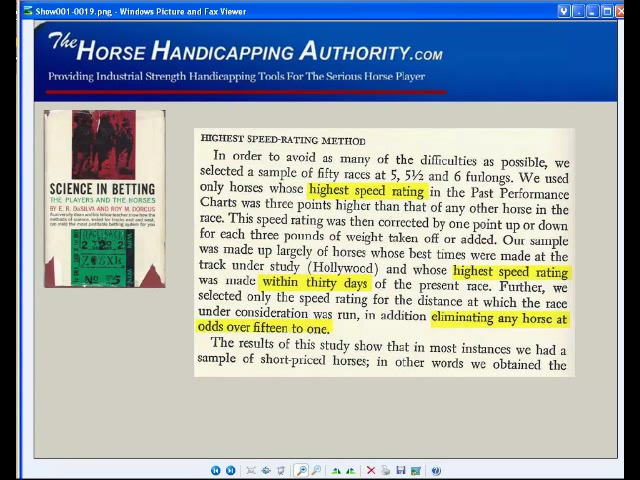 Show001-0019.png - Windows Picture and Fax Viewer
The HORSE HANDICAPPING AUTHORITY.COM
Providing Industrial Strength Handicapping Tools For The Serious Horse Player
SCIENCE IN BETTING
THE PLAYERS AND THE HORSES
BY E. R. DaSILVA AND ROY M. DORCUS
HIGHEST SPEED-RATING METHOD
In order to avoid as many of the difficulties as possible, we
selected a sample of fifty races at 5, 5½ and 6 furlongs. We used
only horses whose highest speed rating in the Past Performance
Charts was three points higher than that of any other horse in the
race. This speed rating was then corrected by one point up or down
for each three pounds of weight taken off or added. Our sample
was made up largely of horses whose best times were made at the
track under study (Hollywood) and whose highest speed rating
was made within thirty days of the present race. Further, we
selected only the speed rating for the distance at which the race
under consideration was run, in addition eliminating any horse at
odds over fifteen to one.
The results of this study show that in most instances we had a
sample of short-priced horses; in other words we obtained the